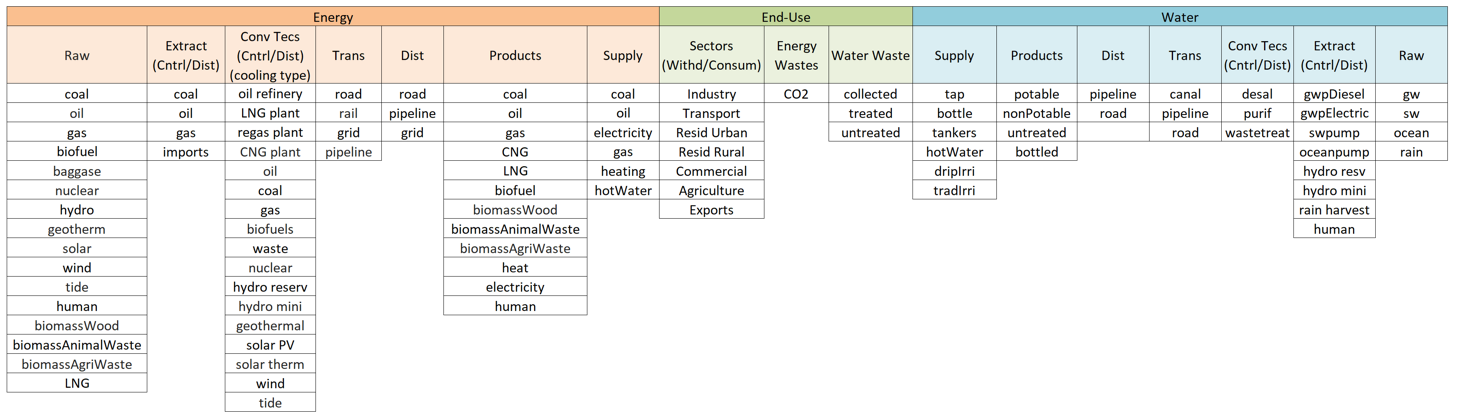 Energy End-Use Water
Raw Extract (Cntrl/Dist) Conv Tecs (Cntrl/Dist) (cooling type) Trans Dist Products Supply Sectors (Withd/Consum) Energy Wastes Water Waste Supply Products Dist Trans Conv Tecs (Cntrl/Dist) Extract (Cntrl/Dist) Raw
coal coal oil refinery road road coal coal Industry CO2 collected tap potable pipeline canal desal gwpDiesel gw
oil oil LNG plant rail pipeline oil oil Transport treated bottle nonPotable road pipeline purif gwpElectric sw
gas gas regas plant grid grid gas electricity Resid Urban untreated tankers untreated road wastetreat swpump ocean
biofuel imports CNG plant pipeline CNG gas Resid Rural hotWater bottled oceanpump rain
baggase oil LNG heating Commercial dripIrri hydro resv
nuclear coal biofuel hotWater Agriculture tradIrri hydro mini
hydro gas biomassWood Exports rain harvest
geotherm biofuels biomassAnimalWaste human
solar waste biomassAgriWaste
wind nuclear heat
tide hydro reserv electricity
human hydro mini human
biomassWood geothermal
biomassAnimalWaste solar PV
biomassAgriWaste solar therm
LNG wind
tide